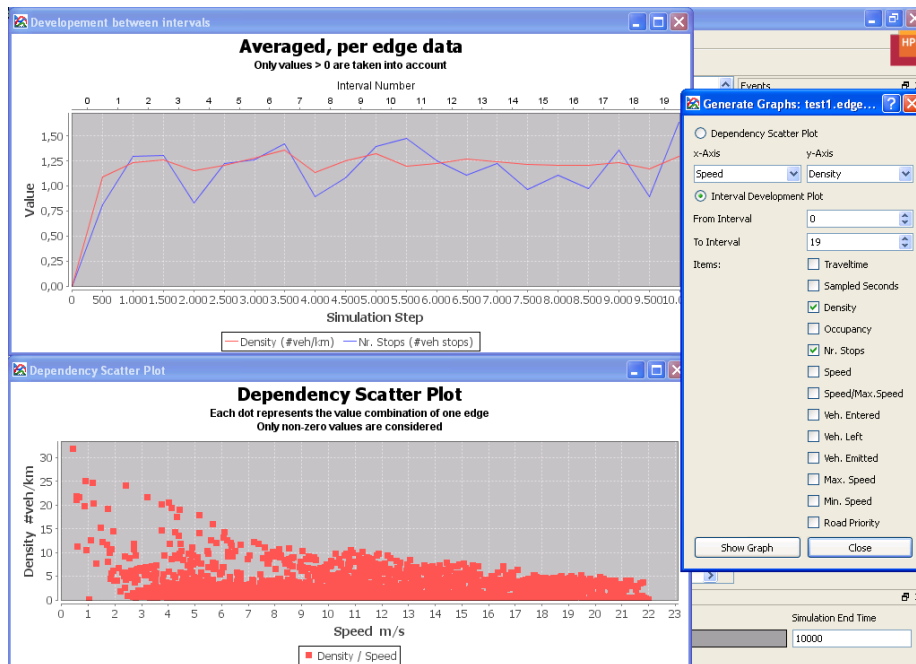 Developement between intervals
Averaged, per edge data
Only values > 0 are taken into account
Interval Number
0 1 2 3 4 5 6 7 8 9 10 11 12 13 14 15 16 17 18 19
Value
1,50
1,25
1,00
0,75
0,50
0,25
0,00
0 500 1.000 1.500 2.000 2.500 3.000 3.500 4.000 4.500 5.000 5.500 6.000 6.500 7.000 7.500 8.000 8.500 9.000 9.500 10.0
Simulation Step
Density (#veh/km) Nr. Stops (#veh stops)
Dependency Scatter Plot
Dependency Scatter Plot
Each dot represents the value combination of one edge
Only non-zero values are considered
Density #veh/km
30
25
20
15
10
5
0
0 1 2 3 4 5 6 7 8 9 10 11 12 13 14 15 16 17 18 19 20 21 22 23
Speed m/s
Density / Speed
HP
Events
Generate Graphs: test1.edge...
Dependency Scatter Plot
x-Axis y-Axis
Speed Density
Interval Development Plot
From Interval 0
To Interval 19
Items: Traveltime
Sampled Seconds
Density
Occupancy
Nr. Stops
Speed
Speed/Max.Speed
Veh. Entered
Veh. Left
Veh. Emitted
Max. Speed
Min. Speed
Road Priority
Show Graph Close
Simulation End Time
10000